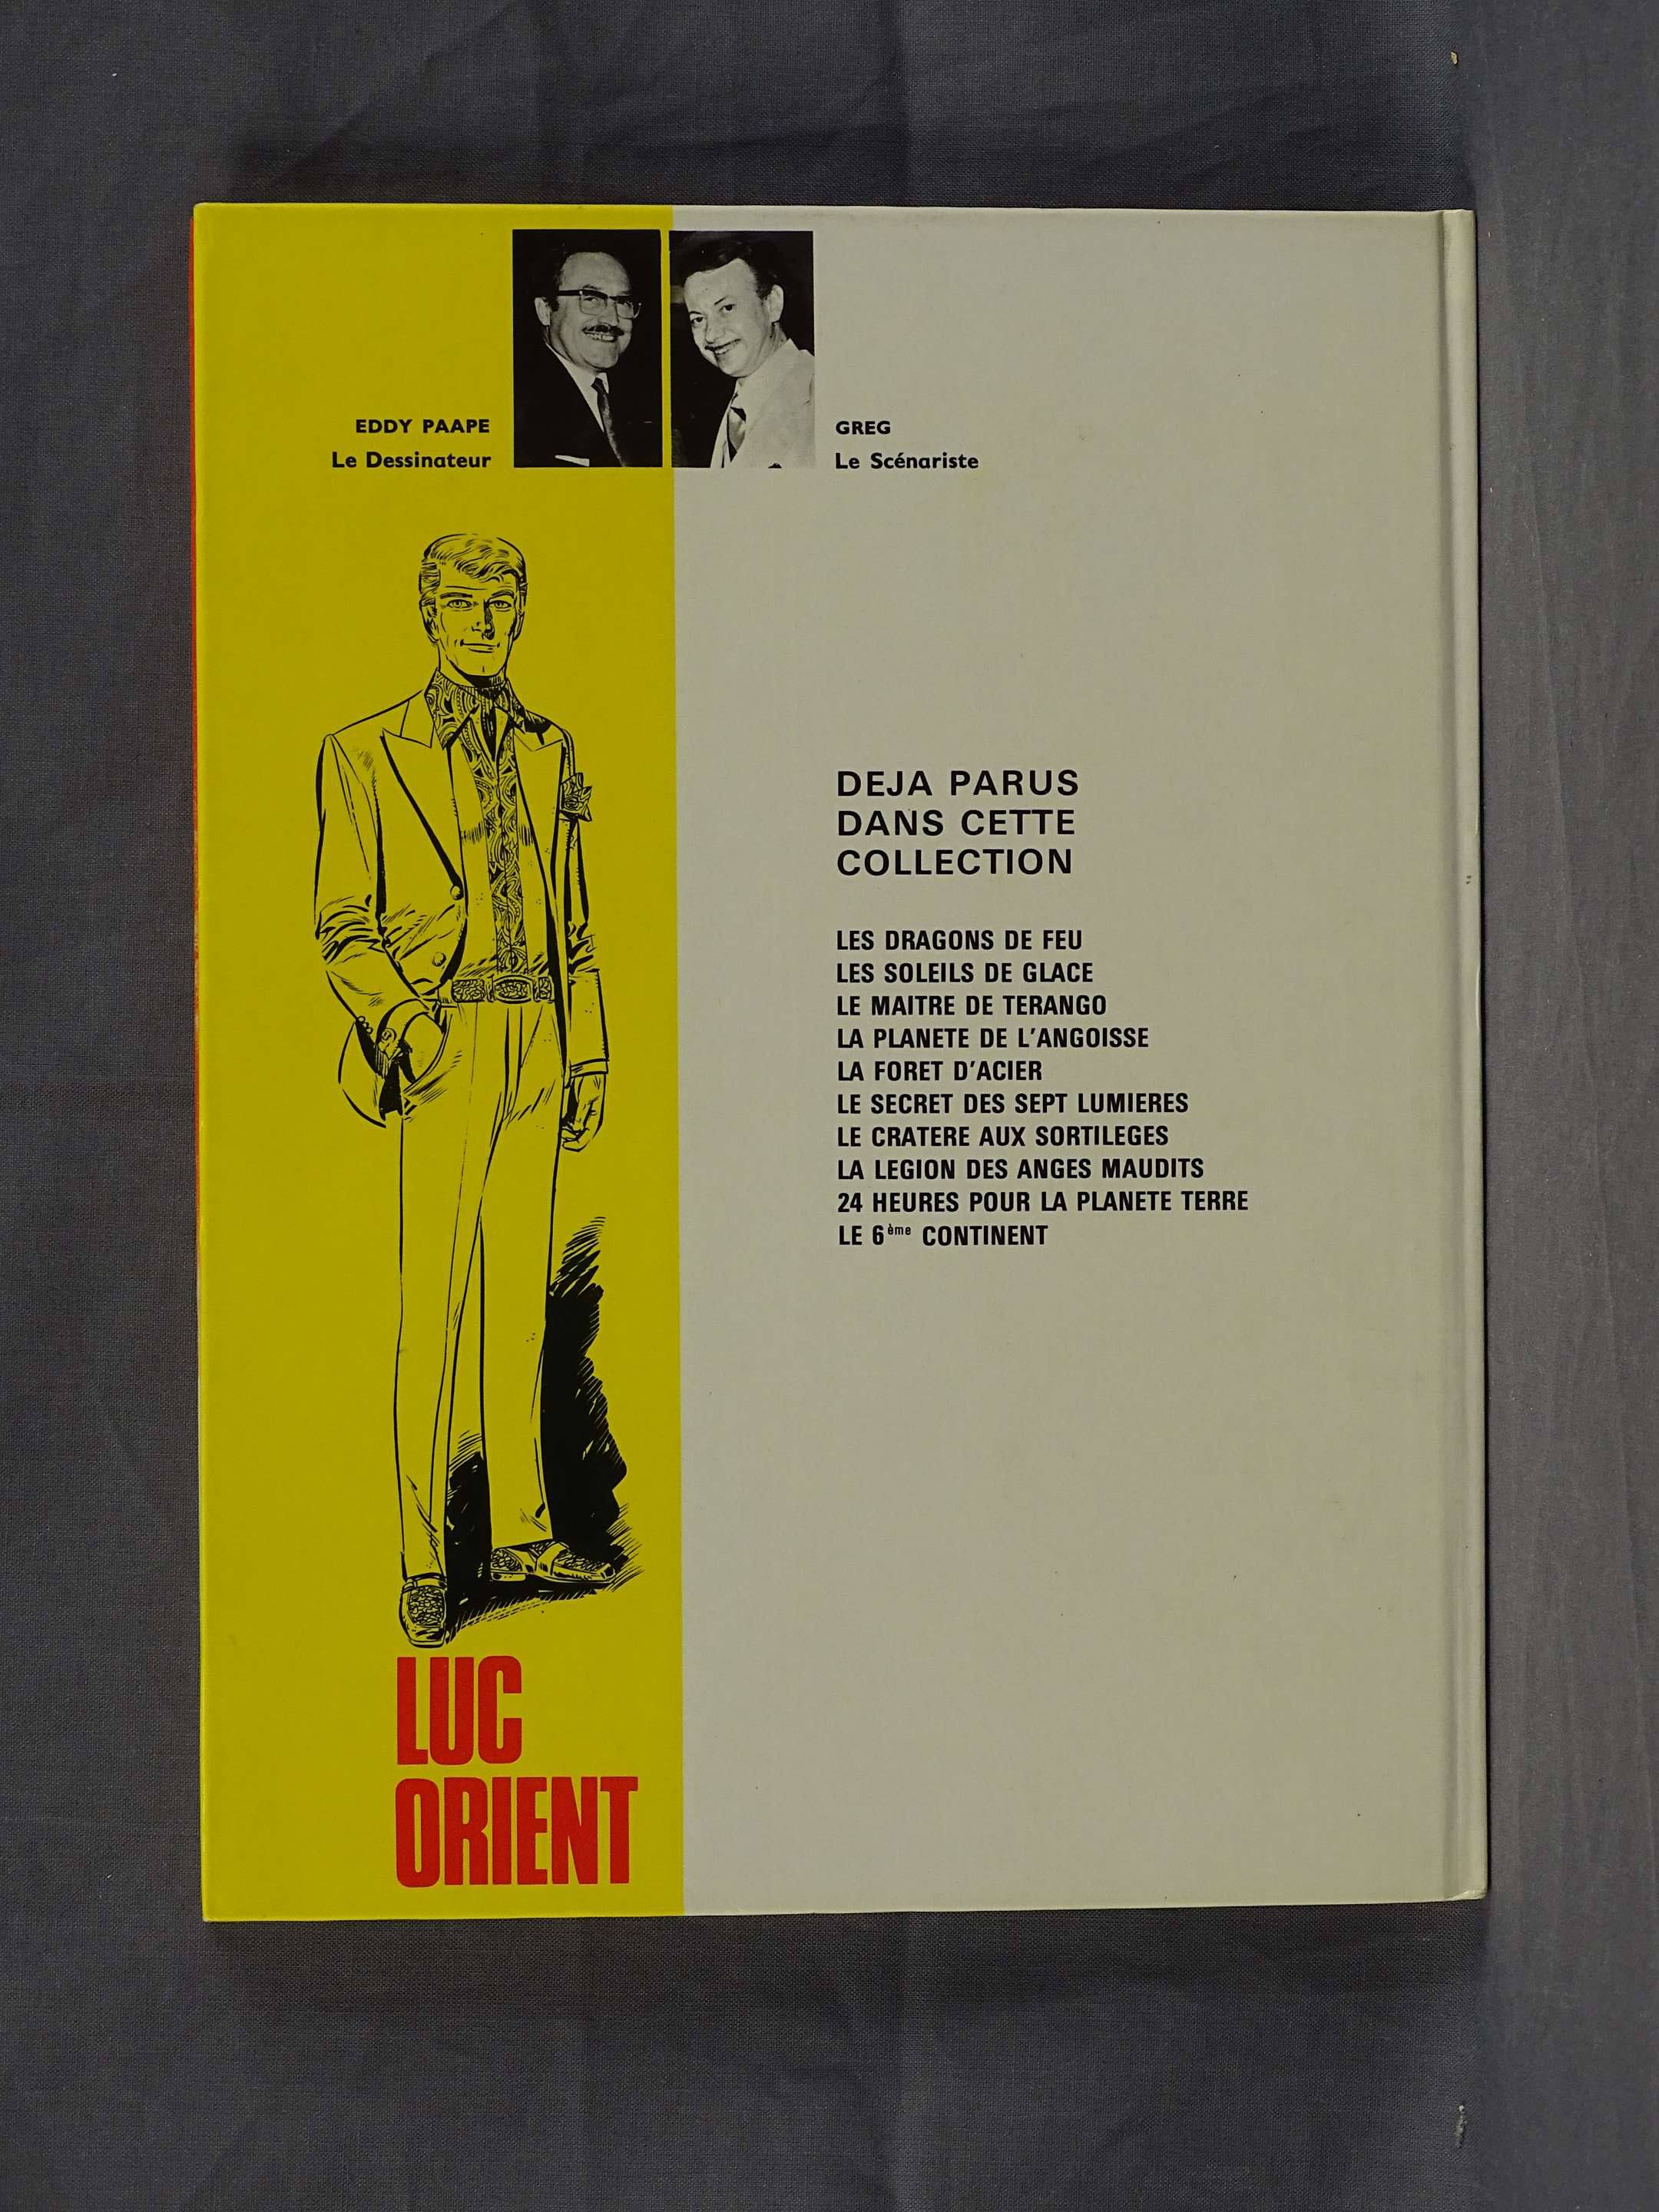 EDDY PAAPE
Le Dessinateur
GREG
Le Scénariste
DEJA PARUS
DANS CETTE
COLLECTION
LES DRAGONS DE FEU
LES SOLEILS DE GLACE
LE MAITRE DE TERANGO
LA PLANETE DE L'ANGOISSE
LA FORET D'ACIER
LE SECRET DES SEPT LUMIERES
LE CRATERE AUX SORTILEGES
LA LEGION DES ANGES MAUDITS
24 HEURES POUR LA PLANETE TERRE
LE 6ème CONTINENT
LUC
ORIENT